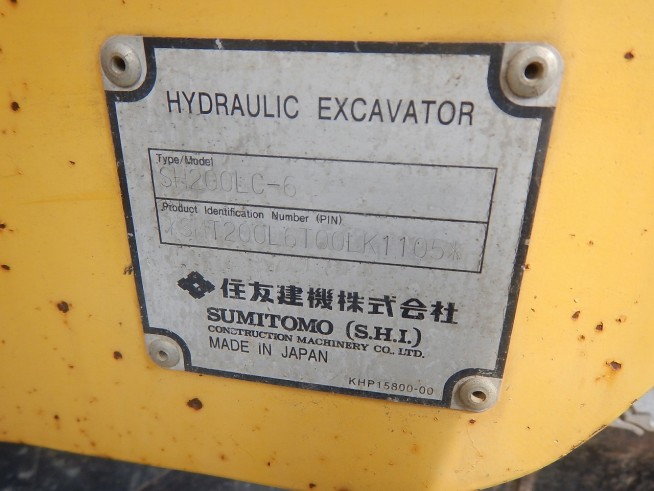 HYDRAULIC EXCAVATOR
Type/Model
SH200LC-6
Product Identification Number (PIN)
住友建機株式会社
SUMITOMO (S.H.I.)
CONSTRUCTION MACHINERY CO., LTD.
MADE IN JAPAN
KHP15800-00